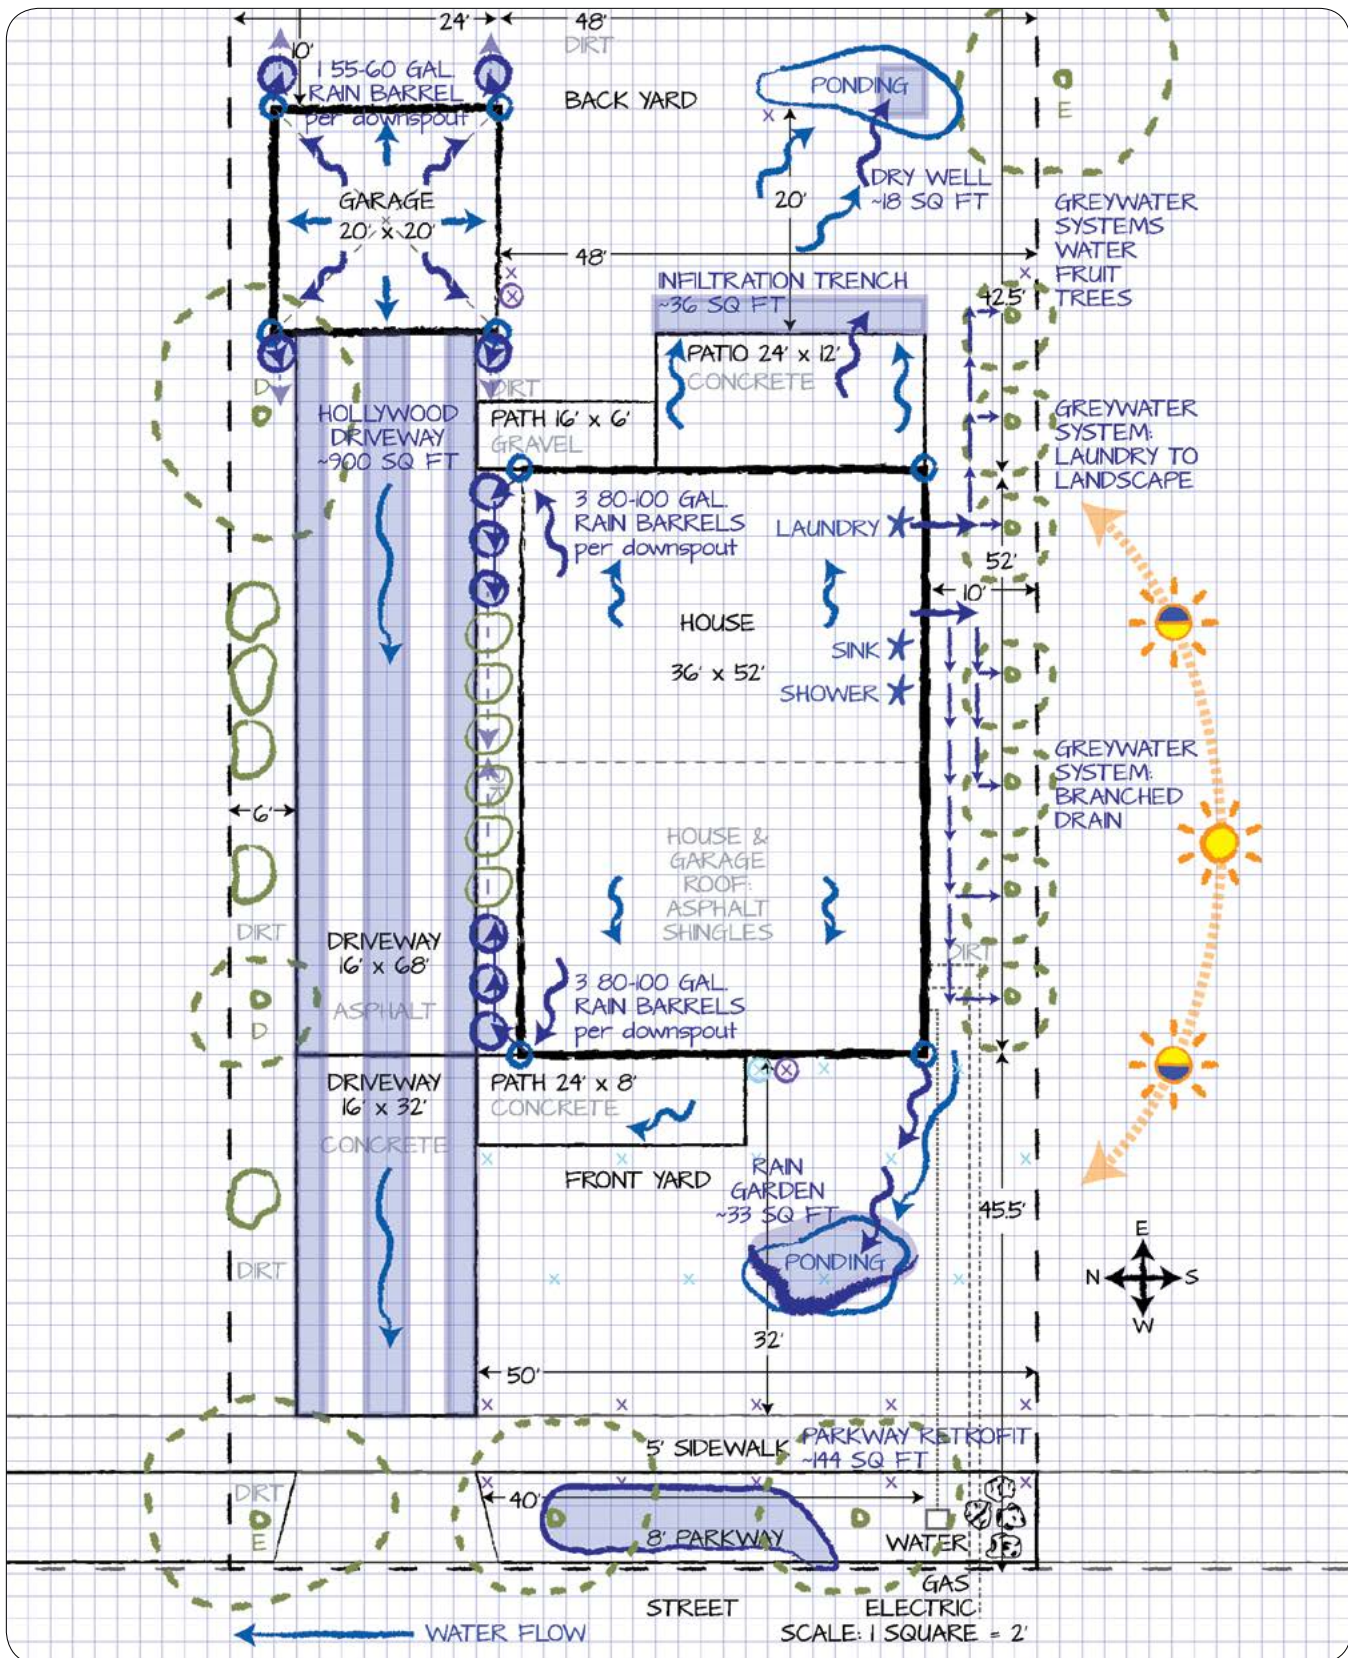 24'
48'
DIRT
10'
1 55-60 GAL.
RAIN BARREL
per downspout
BACK YARD
PONDING
E
DRY WELL
~18 SQ FT
20'
GARAGE
20' x 20'
48'
GREYWATER
SYSTEMS
WATER
FRUIT
TREES
INFILTRATION TRENCH
~36 SQ FT
42.5'
PATIO 24' x 12'
CONCRETE
D
DIRT
HOLLYWOOD
DRIVEWAY
~900 SQ FT
PATH 16' x 6'
GRAVEL
GREYWATER
SYSTEM:
LAUNDRY TO
LANDSCAPE
3 80-100 GAL.
RAIN BARRELS
per downspout
LAUNDRY
52'
10'
HOUSE
36' x 52'
SINK
SHOWER
GREYWATER
SYSTEM:
BRANCHED
DRAIN
6'
DIRT
HOUSE &
GARAGE
ROOF:
ASPHALT
SHINGLES
DIRT
DRIVEWAY
16' x 68'
ASPHALT
DIRT
D
3 80-100 GAL.
RAIN BARRELS
per downspout
DRIVEWAY
16' x 32'
CONCRETE
PATH 24' x 8'
CONCRETE
FRONT YARD
RAIN
GARDEN
~33 SQ FT
PONDING
45.5'
DIRT
E
N
S
W
32'
50'
5' SIDEWALK
PARKWAY RETROFIT
~144 SQ FT
DIRT
E
40'
8' PARKWAY
WATER
GAS
ELECTRIC
STREET
WATER FLOW
SCALE: 1 SQUARE = 2'